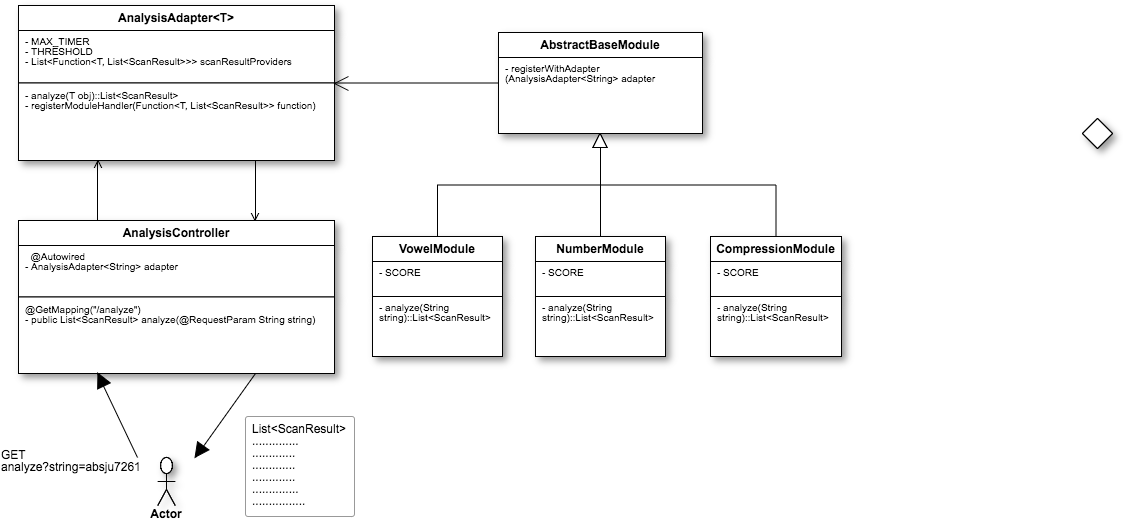 AnalysisAdapter<T>
- MAX_TIMER
- THRESHOLD
- List<Function<T, List<ScanResult>>> scanResultProviders
- analyze(T obj)::List<ScanResult>
- registerModuleHandler(Function<T, List<ScanResult>> function)
AbstractBaseModule
- registerWithAdapter
(AnalysisAdapter<String> adapter
AnalysisController
@Autowired
- AnalysisAdapter<String> adapter
@GetMapping("/analyze")
- public List<ScanResult> analyze(@RequestParam String string)
VowelModule
- SCORE
- analyze(String
string)::List<ScanResult>
NumberModule
- SCORE
- analyze(String
string)::List<ScanResult>
CompressionModule
- SCORE
- analyze(String
string)::List<ScanResult>
GET
analyze?string=absju7261
Actor
List<ScanResult>
..............
.............
.............
.............
..............
................